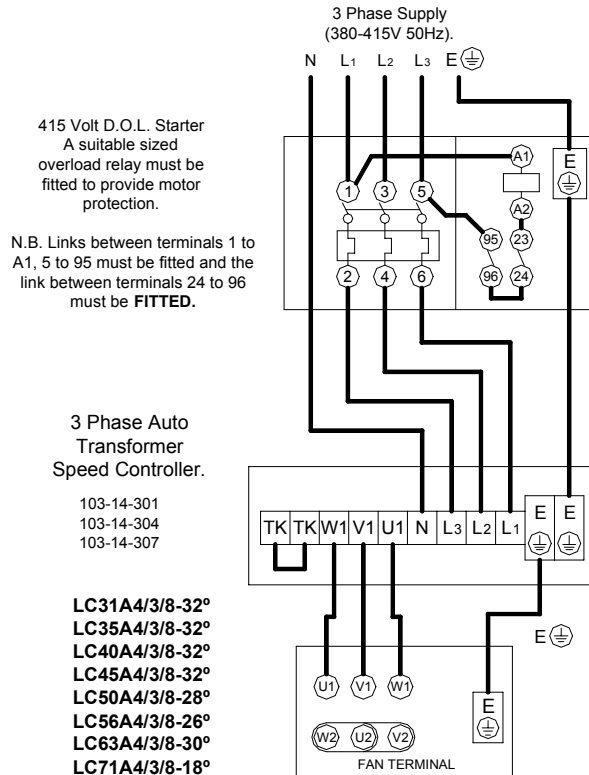 3 Phase Supply
(380-415V 50Hz).
N L1 L2 L3 E
415 Volt D.O.L. Starter
A suitable sized
overload relay must be
fitted to provide motor
protection.
N.B. Links between terminals 1 to
A1, 5 to 95 must be fitted and the
link between terminals 24 to 96
must be FITTED.
A1
E
1 3 5
A2
95 23
2 4 6
96 24
3 Phase Auto
Transformer
Speed Controller.
103-14-301
103-14-304
103-14-307
TK TK W1 V1 U1 N L3 L2 L1 E E
LC31A4/3/8-32º
LC35A4/3/8-32º
LC40A4/3/8-32º
LC45A4/3/8-32º
LC50A4/3/8-28º
LC56A4/3/8-26º
LC63A4/3/8-30º
LC71A4/3/8-18º
E
U1 V1 W1
E
W2 U2 V2
FAN TERMINAL